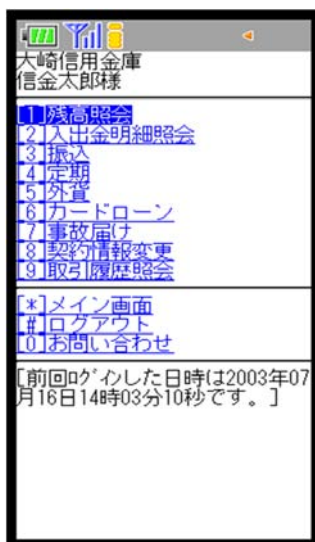 大崎信用金庫
信金太郎様
[1]残高照会
[2]入出金明細照会
[3]振込
[4]定期
[5]外貨
[6]カードローン
[7]事故届け
[8]契約情報変更
[9]取引履歴照会
[*]メイン画面
[#]ログアウト
[0]お問い合わせ
[前回ﾛｸﾞｲﾝした日時は2003年07
月16日14時03分10秒です。]